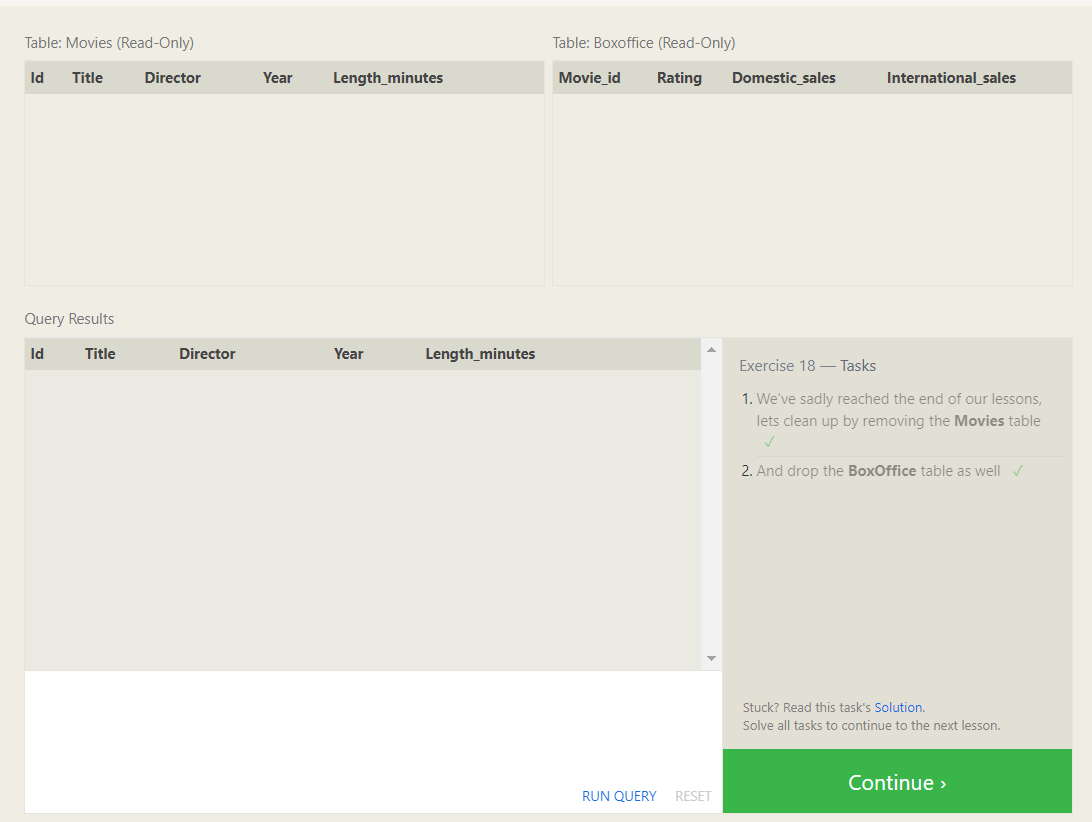 Table: Movies (Read-Only)
Id Title Director Year Length_minutes
Table: Boxoffice (Read-Only)
Movie_id Rating Domestic_sales International_sales
Query Results
Id Title Director Year Length_minutes
RUN QUERY RESET
Exercise 18 — Tasks
1. We've sadly reached the end of our lessons,
lets clean up by removing the Movies table
✓
2. And drop the BoxOffice table as well ✓
Stuck? Read this task's Solution.
Solve all tasks to continue to the next lesson.
Continue ›